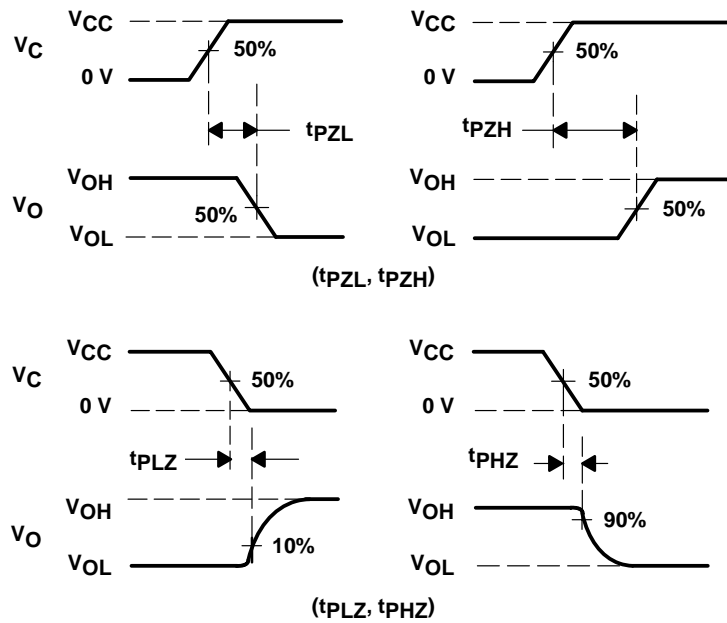 VCC
VC
50%
0 V
tPZL
VOH
VO
50%
VOL
VCC
50%
0 V
tPZH
VOH
50%
VOL
(tPZL, tPZH)
VCC
VC
50%
0 V
tPLZ
VOH
VO
10%
VOL
VCC
50%
0 V
tPHZ
VOH
90%
VOL
(tPLZ, tPHZ)